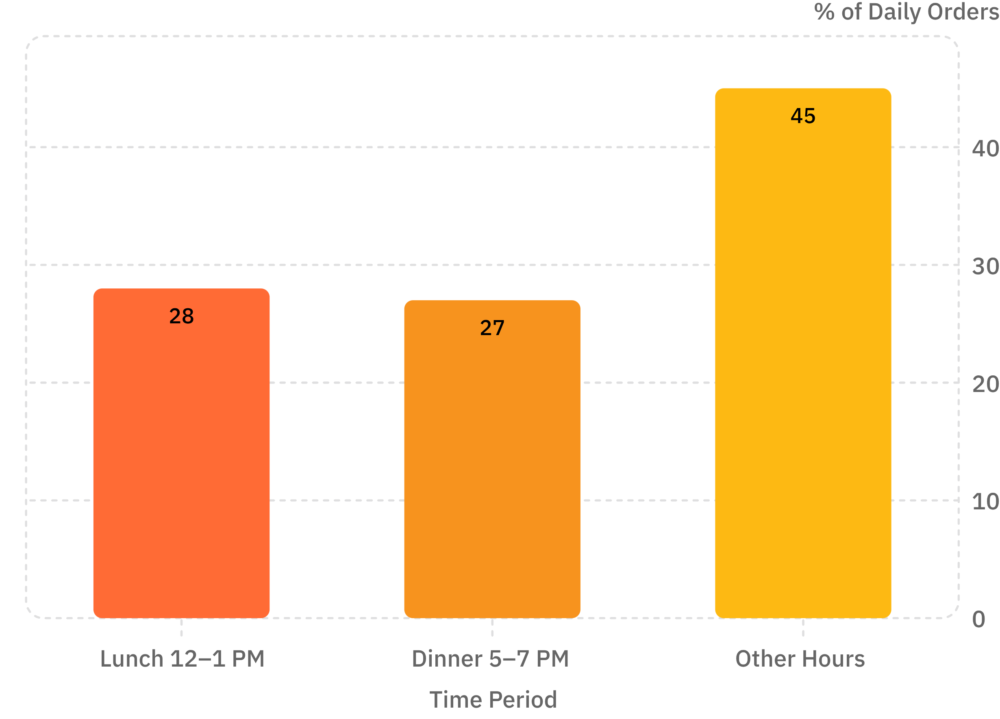 % of Daily Orders
45
40
30
28
27
20
10
0
Lunch 12–1 PM
Dinner 5–7 PM
Other Hours
Time Period